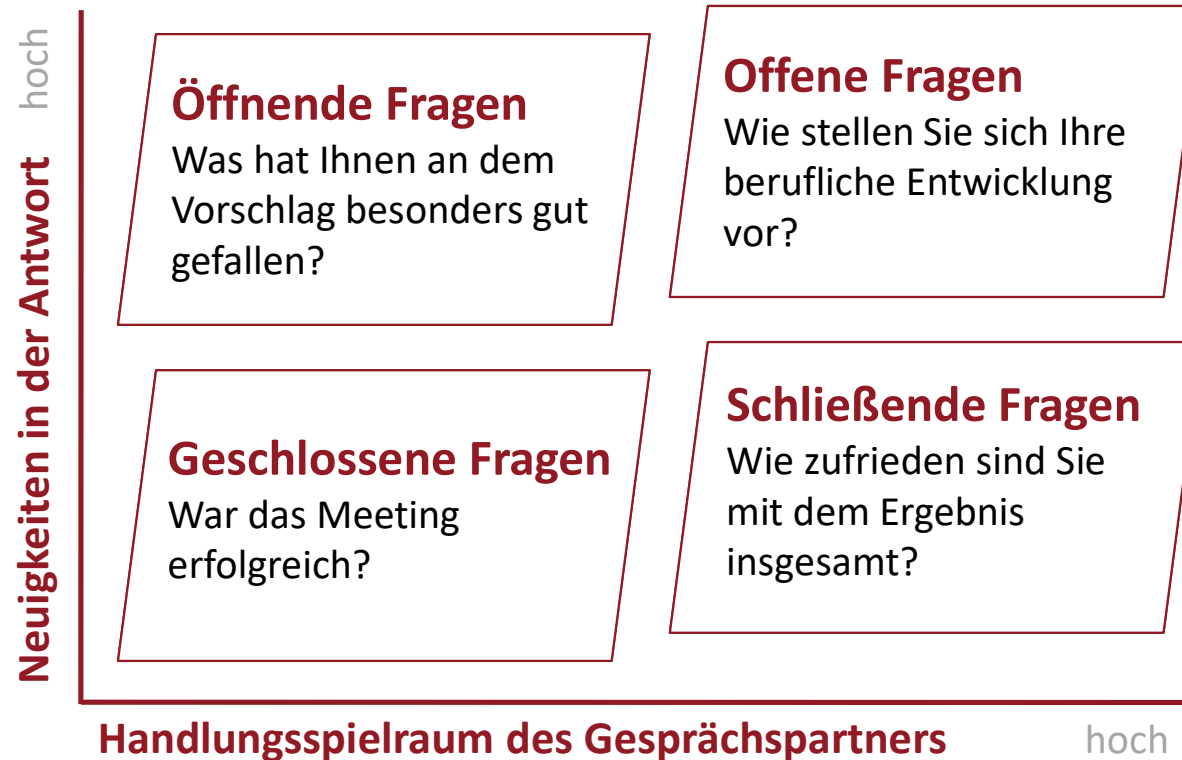 hoch
Neuigkeiten in der Antwort
Öffnende Fragen
Was hat Ihnen an dem
Vorschlag besonders gut
gefallen?
Offene Fragen
Wie stellen Sie sich Ihre
berufliche Entwicklung
vor?
Geschlossene Fragen
War das Meeting
erfolgreich?
Schließende Fragen
Wie zufrieden sind Sie
mit dem Ergebnis
insgesamt?
Handlungsspielraum des Gesprächspartners
hoch